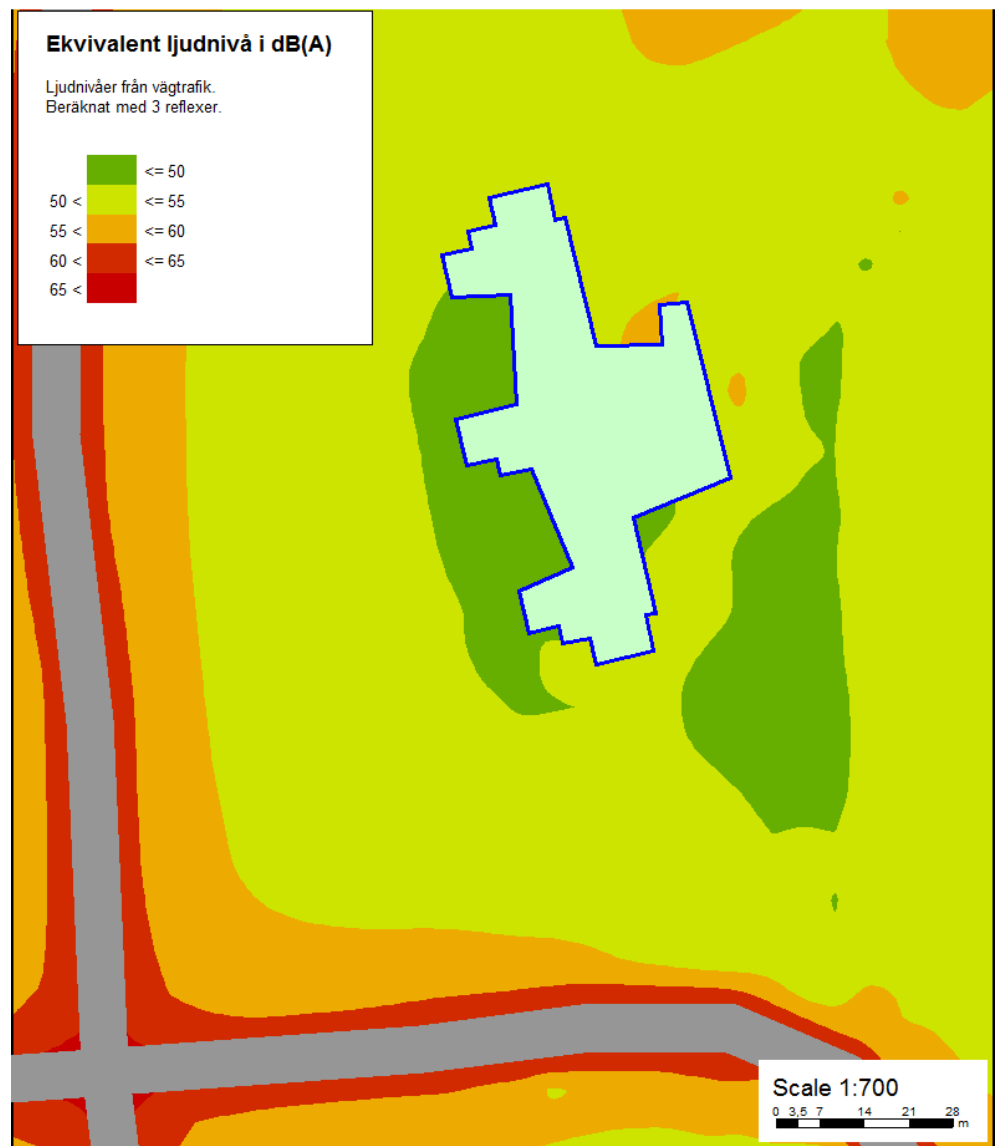 Ekvivalent ljudnivå i dB(A)
Ljudnivåer från vägtrafik.
Beräknat med 3 reflexer.
<= 50
50 < <= 55
55 < <= 60
60 < <= 65
65 <
Scale 1:700
0 3,5 7 14 21 28
m